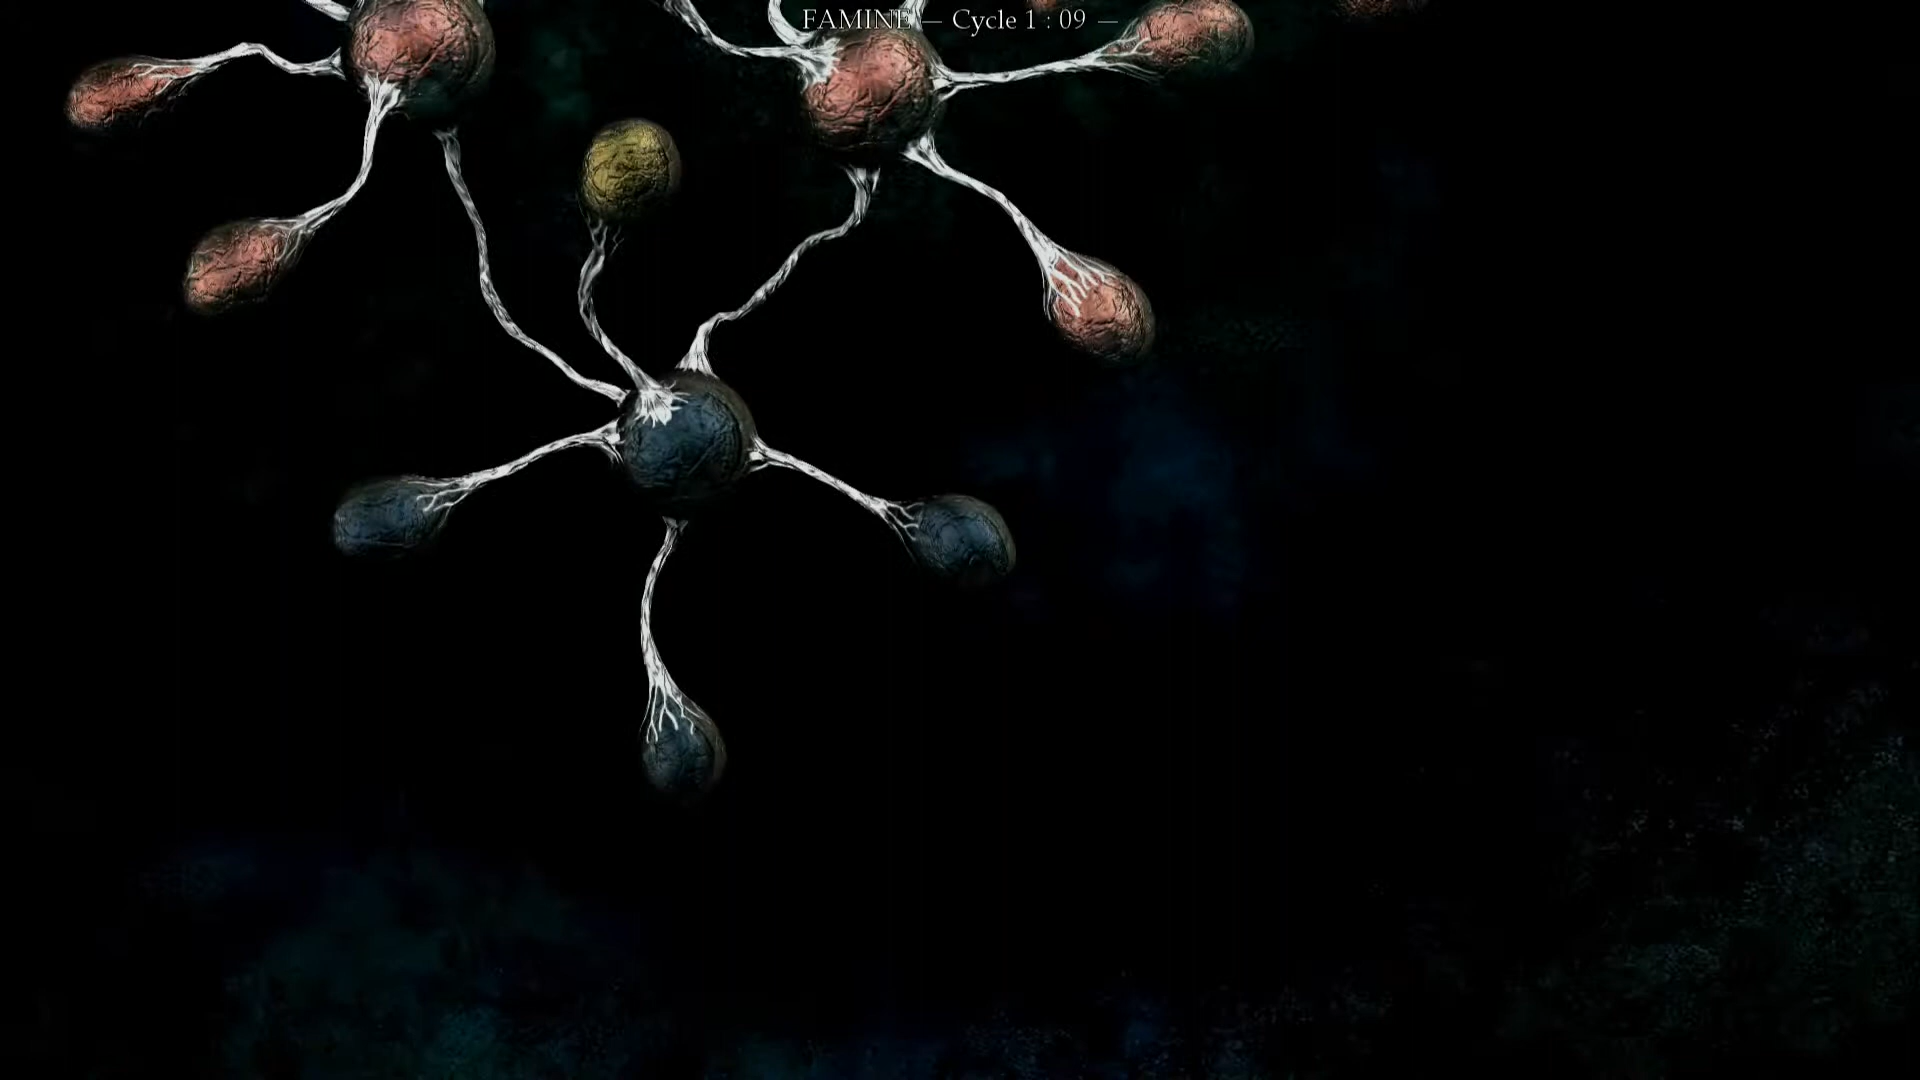 FAMINE — Cycle 1 : 09 —